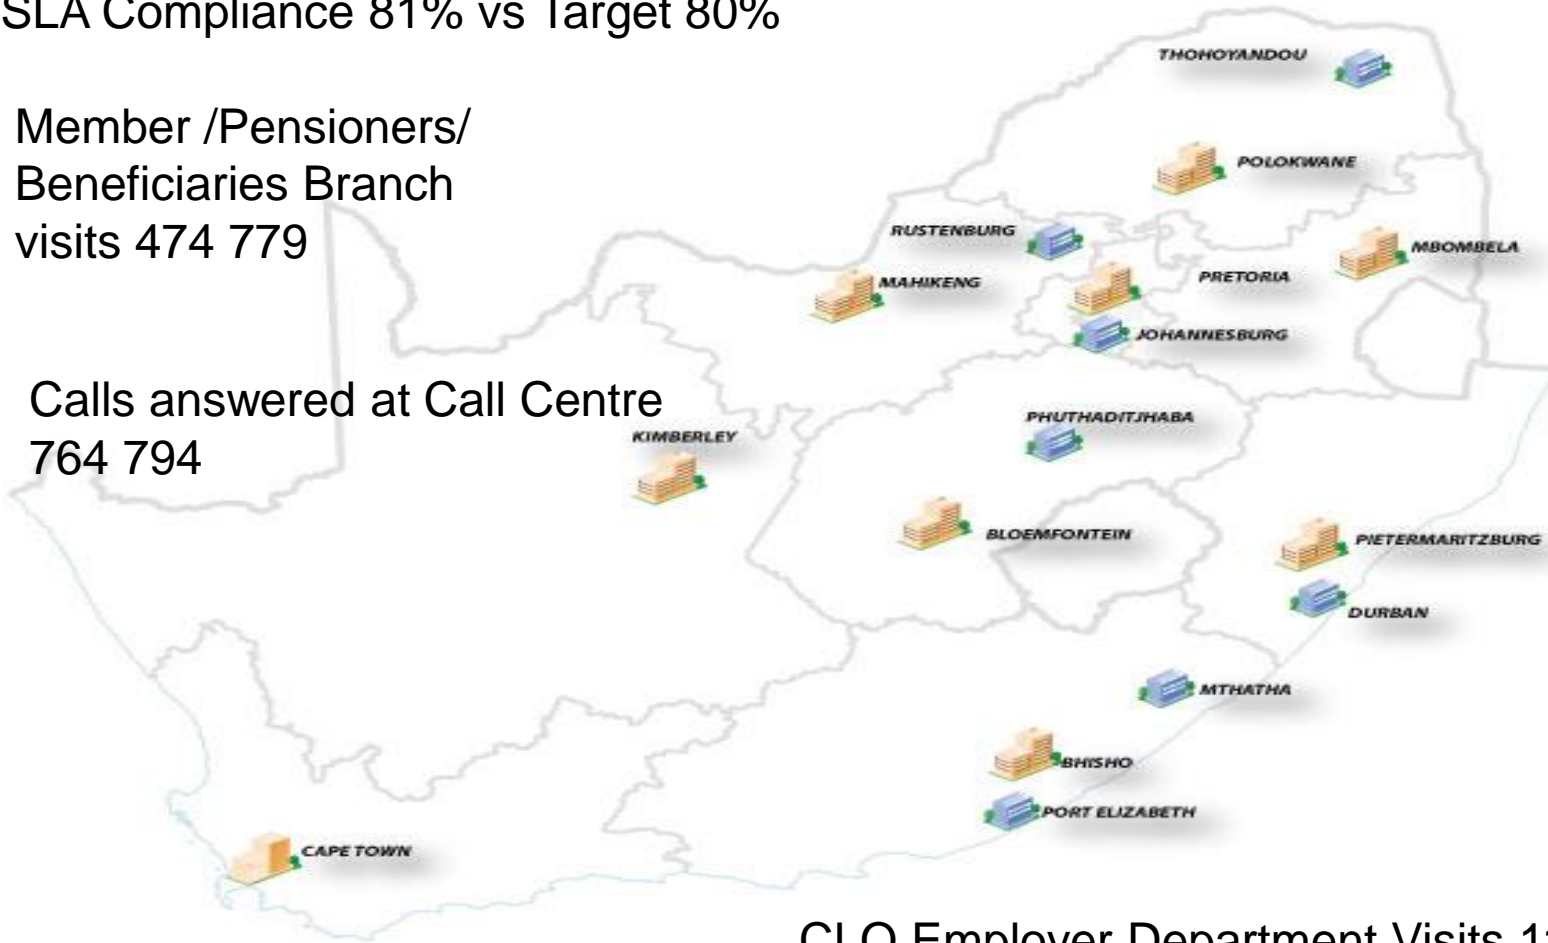 SLA Compliance 81% vs Target 80%
THOHOYANDOU
Member /Pensioners/
Beneficiaries Branch
visits 474 779
POLOKWANE
RUSTENBURG
MBOMBELA
MAHIKENG
PRETORIA
JOHANNESBURG
Calls answered at Call Centre
764 794
KIMBERLEY
PHUTHADITJHABA
BLOEMFONTEIN
PIETERMARITZBURG
DURBAN
MTHATHA
BHISHO
PORT ELIZABETH
CAPE TOWN
CLO Employer Department Visits